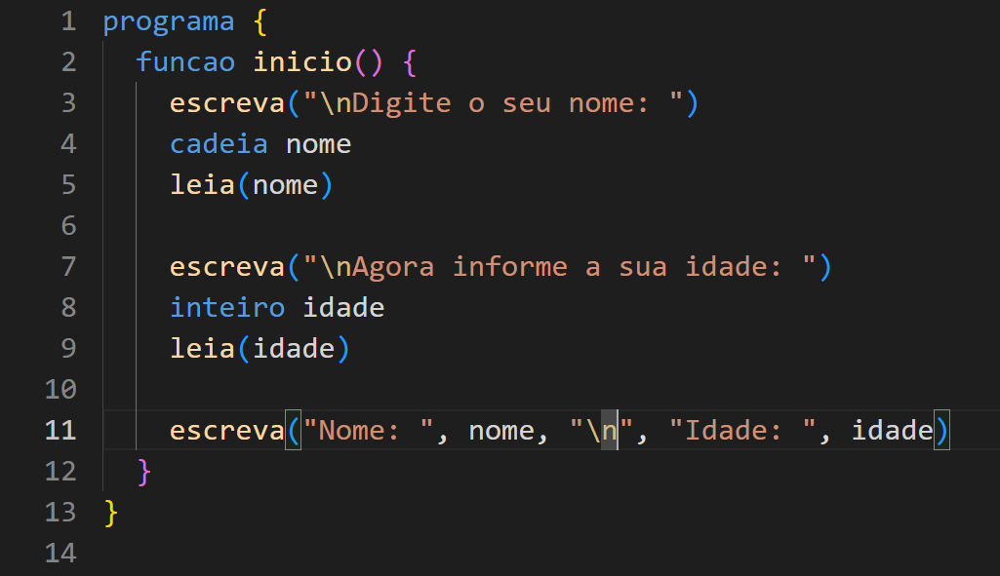 1 programa {
2 funcao inicio() {
3 escreva("\nDigite o seu nome: ")
4 cadeia nome
5 leia(nome)
6
7 escreva("\nAgora informe a sua idade: ")
8 inteiro idade
9 leia(idade)
10
11 escreva("Nome: ", nome, "\n", "Idade: ", idade)
12 }
13 }
14